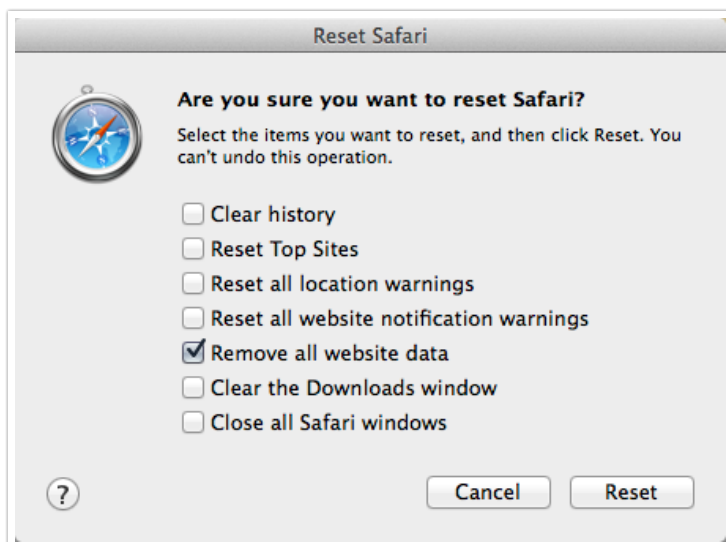 Reset Safari
Are you sure you want to reset Safari?
Select the items you want to reset, and then click Reset. You
can't undo this operation.
Clear history
Reset Top Sites
Reset all location warnings
Reset all website notification warnings
Remove all website data
Clear the Downloads window
Close all Safari windows
?
Cancel
Reset